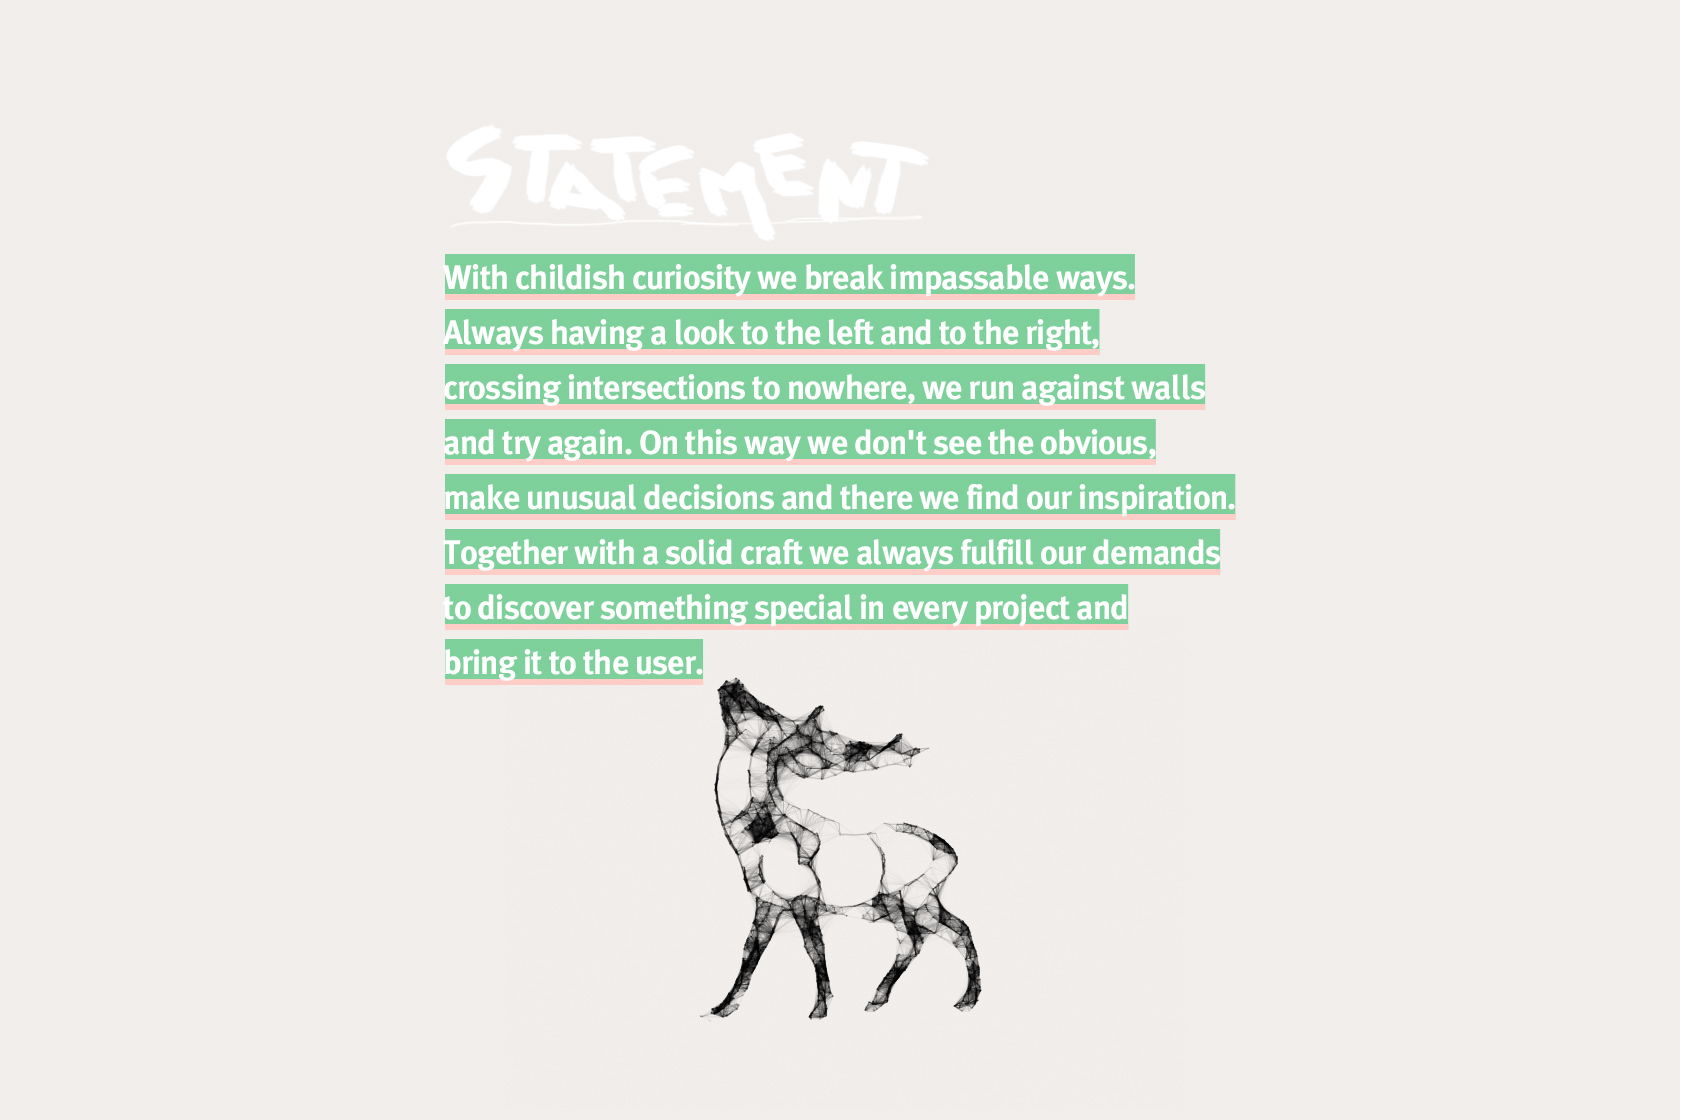 STATEMENT
With childish curiosity we break impassable ways.
Always having a look to the left and to the right,
crossing intersections to nowhere, we run against walls
and try again. On this way we don't see the obvious,
make unusual decisions and there we find our inspiration.
Together with a solid craft we always fulfill our demands
to discover something special in every project and
bring it to the user.